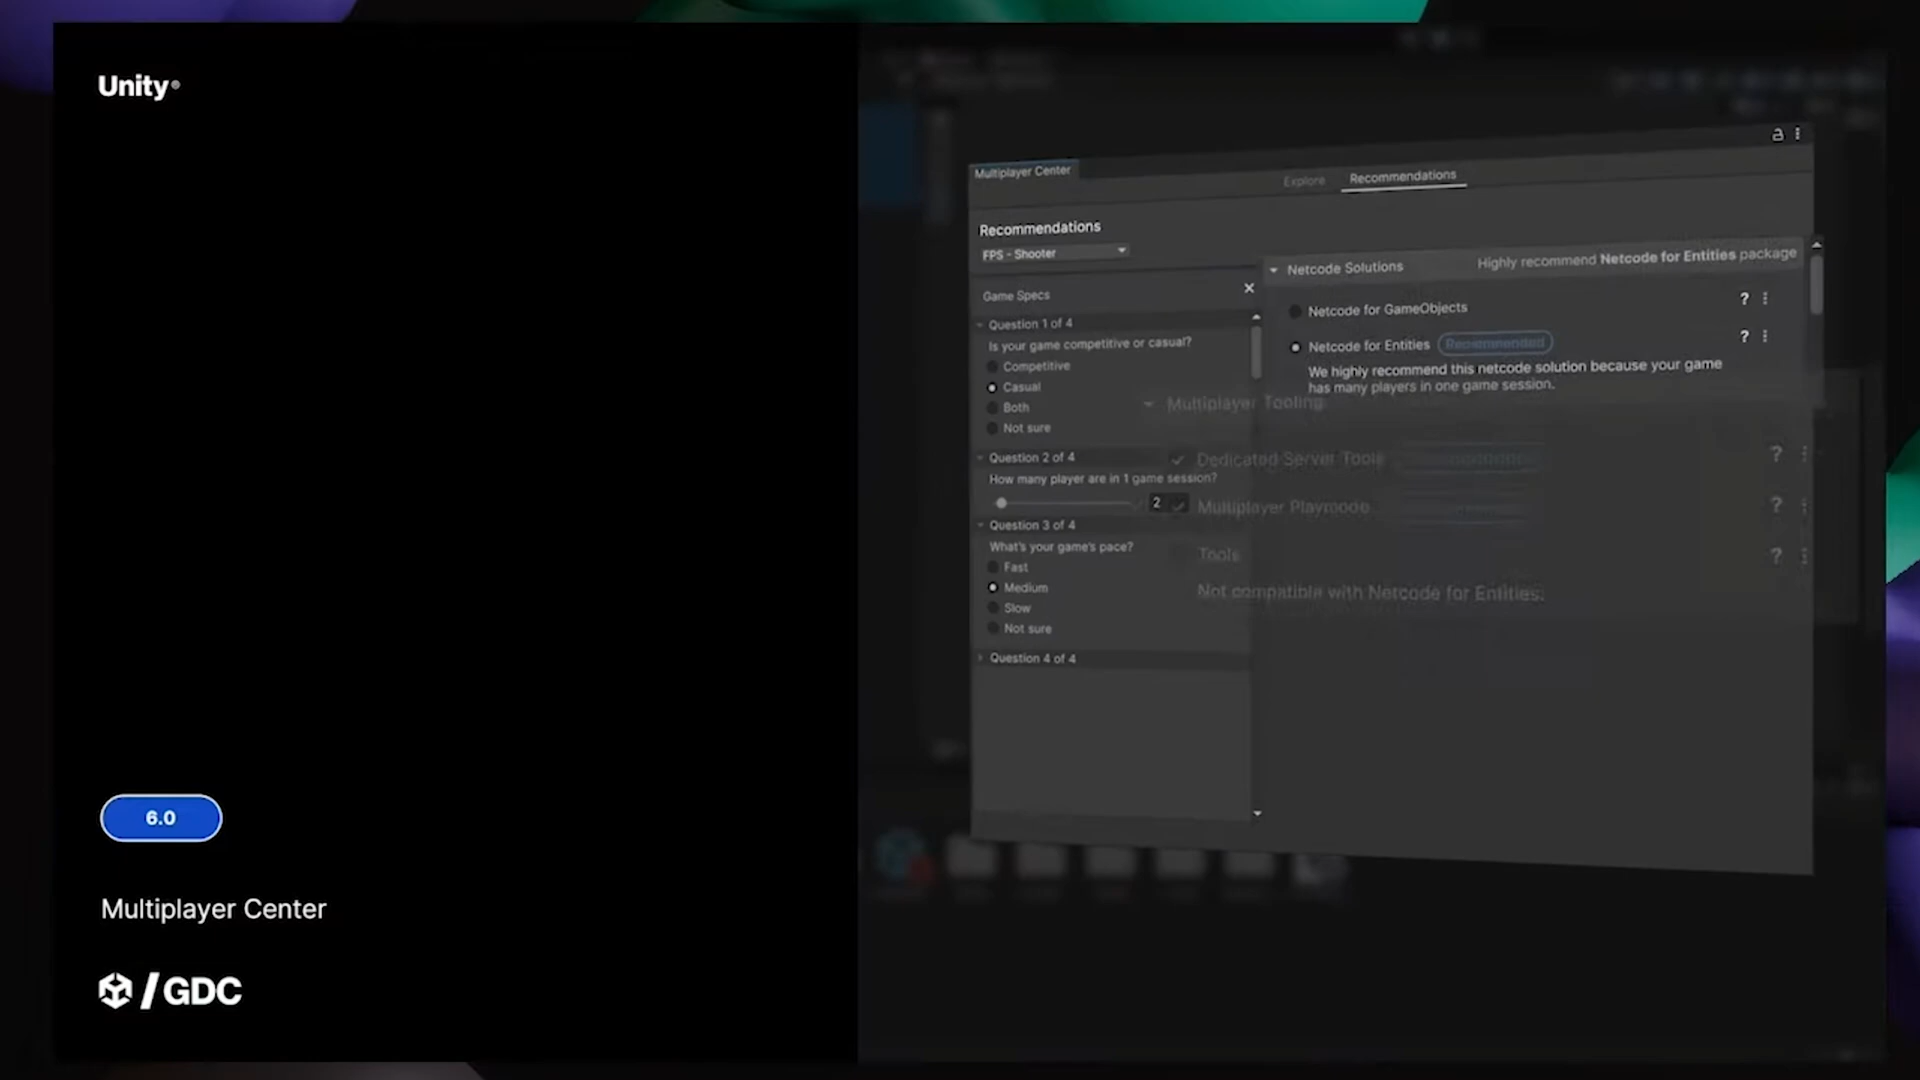 Unity®
6.0
Multiplayer Center
/ GDC
Multiplayer Center
Explore
Recommendations
Recommendations
FPS - Shooter
Game Specs
Question 1 of 4
Is your game competitive or casual?
Competitive
Casual
Both
Not sure
Question 2 of 4
How many player are in 1 game session?
2
Question 3 of 4
What's your game's pace?
Fast
Medium
Slow
Not sure
Question 4 of 4
Netcode Solutions
Highly recommend Netcode for Entities package
Netcode for GameObjects
?
Netcode for Entities
Recommended
?
We highly recommend this netcode solution because your game
has many players in one game session.
Multiplayer Tooling
Dedicated Server Tools
?
Multiplayer Playmode
?
Tools
?
Not compatible with Netcode for Entities.